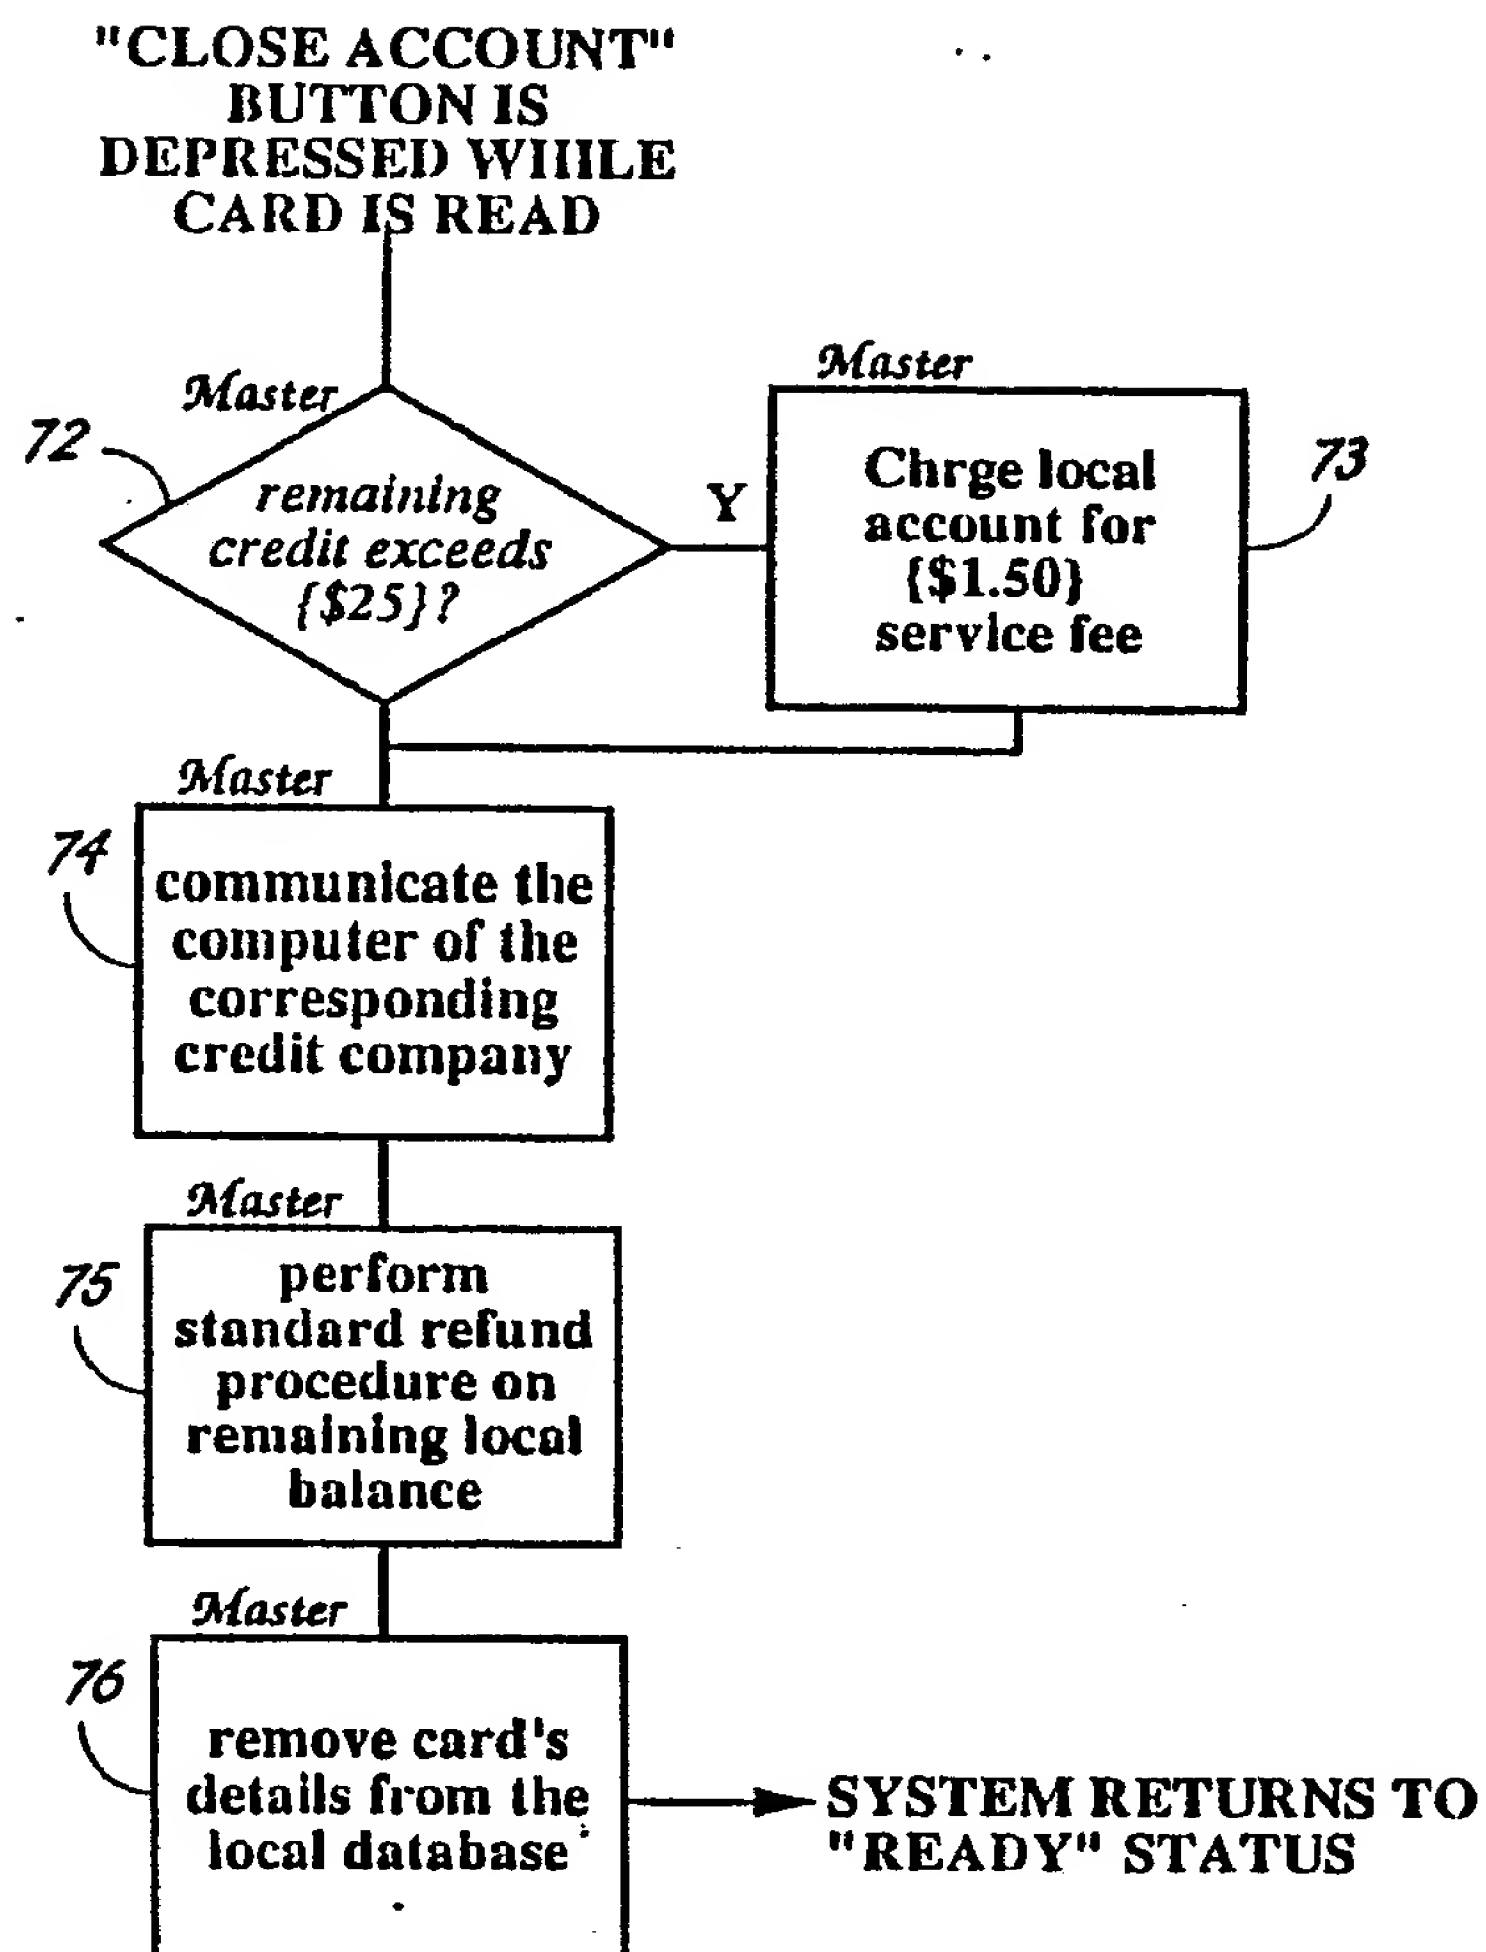 "CLOSE ACCOUNT"
BUTTON IS
DEPRESSED WHILE
CARD IS READ
Master
72
remaining
credit exceeds
{$25}?
Y
Master
73
Chrge local
account for
{$1.50}
service fee
Master
74
communicate the
computer of the
corresponding
credit company
Master
75
perform
standard refund
procedure on
remaining local
balance
Master
76
remove card's
details from the
local database
SYSTEM RETURNS TO
"READY" STATUS